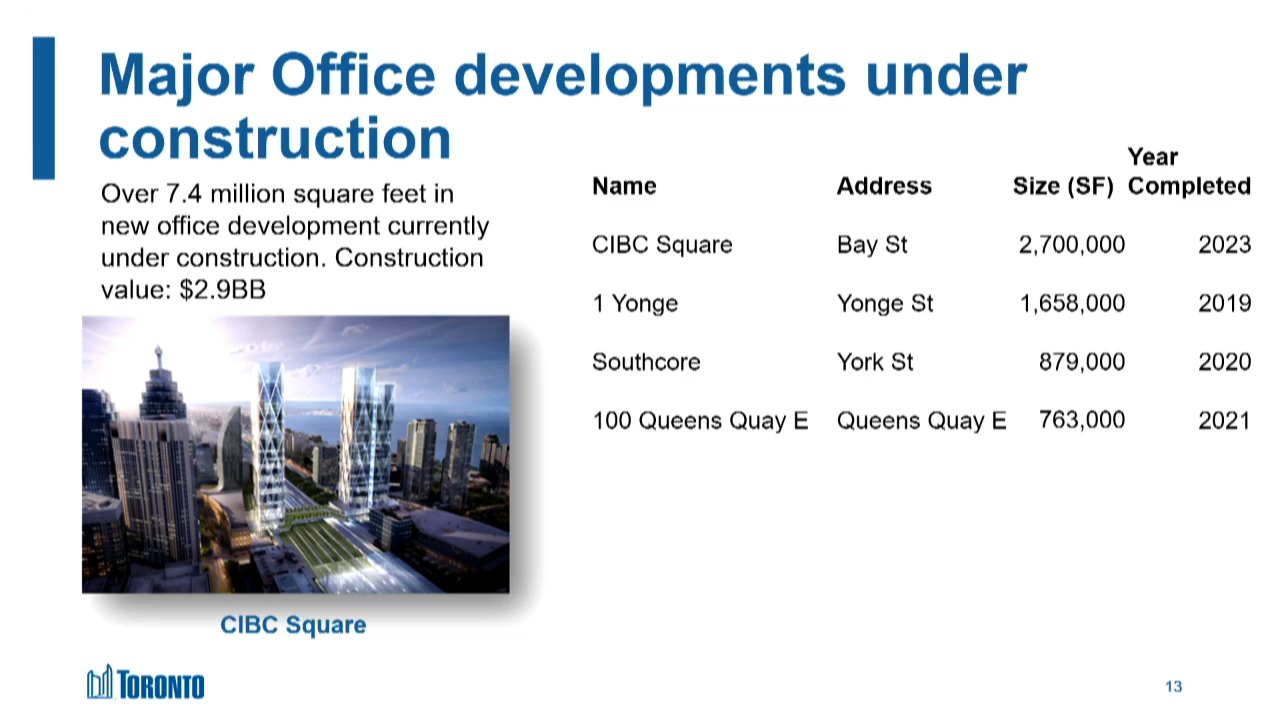 Major Office developments under
construction
Over 7.4 million square feet in
new office development currently
under construction. Construction
value: $2.9BB
CIBC Square
Name Address Size (SF) Year Completed
CIBC Square Bay St 2,700,000 2023
1 Yonge Yonge St 1,658,000 2019
Southcore York St 879,000 2020
100 Queens Quay E Queens Quay E 763,000 2021
TORONTO
13